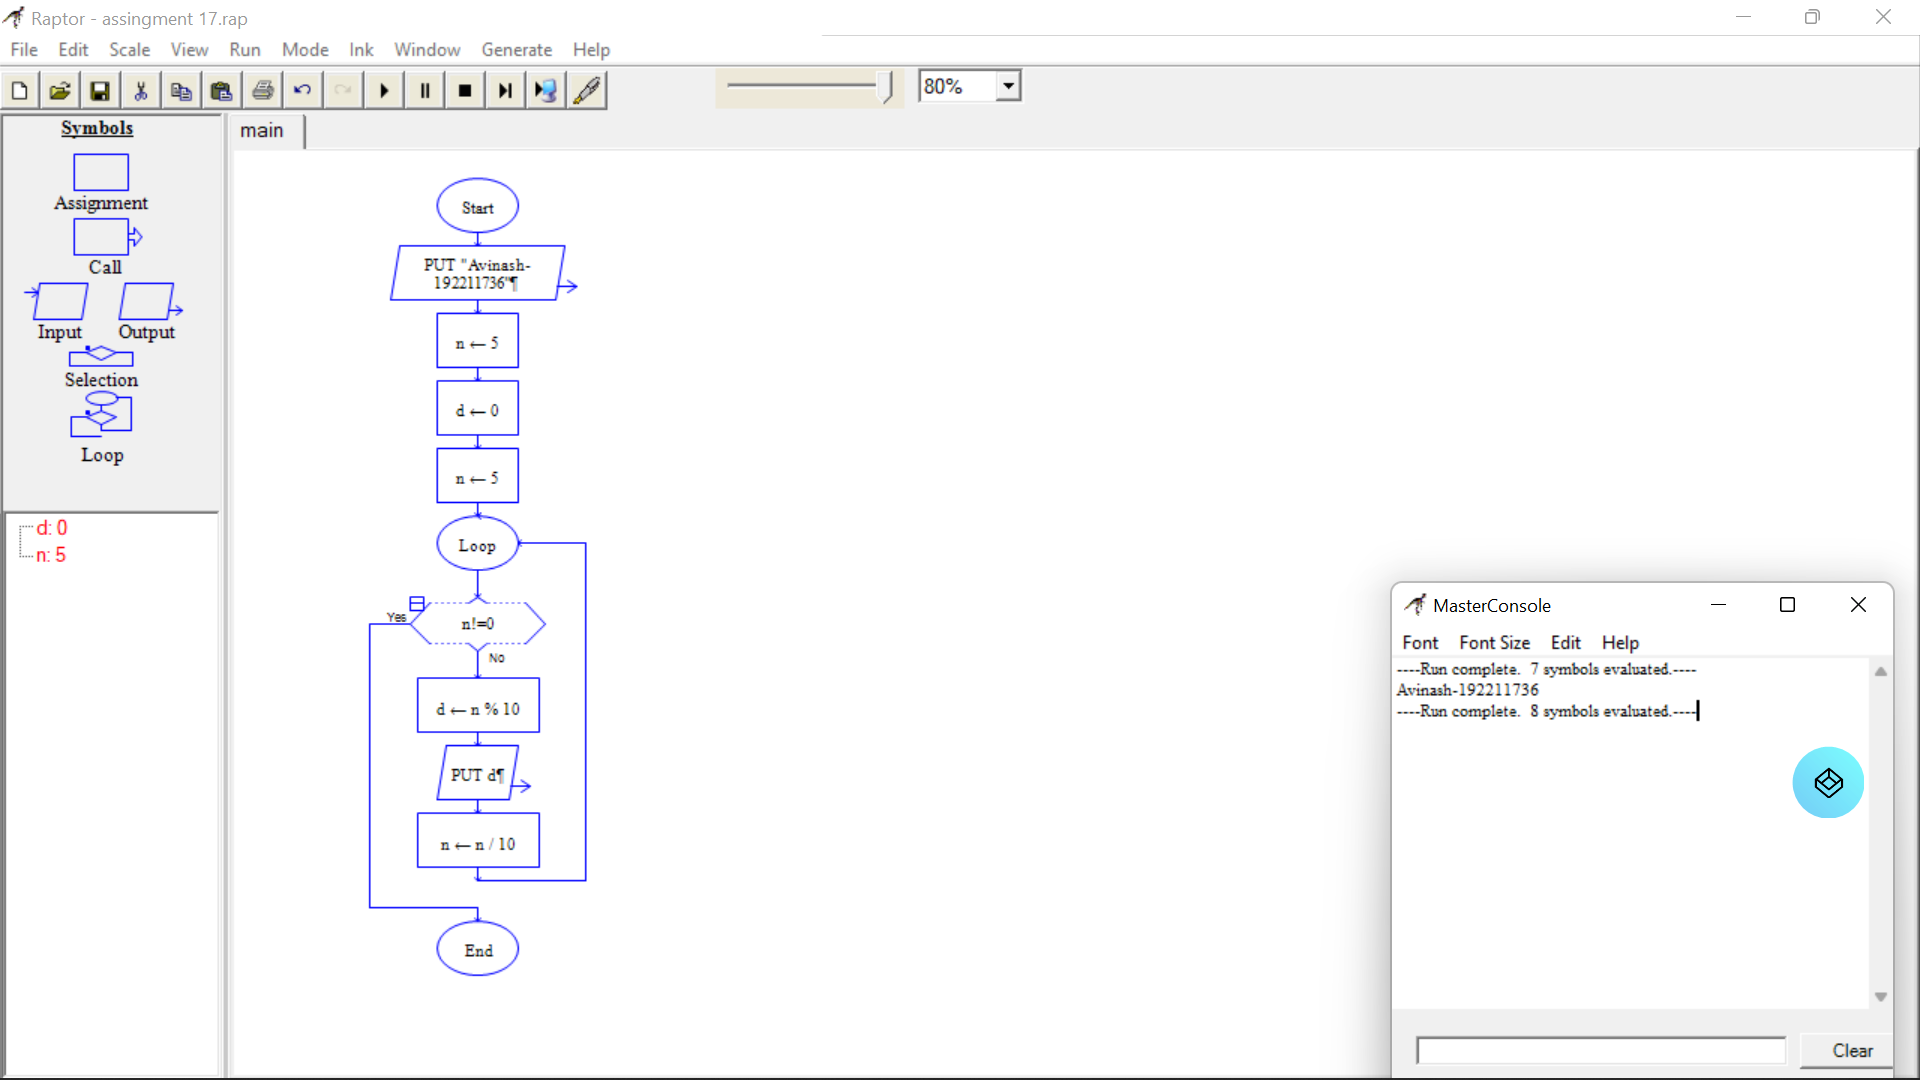 Raptor - assingment 17.rap
File Edit Scale View Run Mode Ink Window Generate Help
80%
Symbols
Assignment
Call
Input Output
Selection
Loop
d: 0
n: 5
main
Start
PUT "Avinash-
192211736"¶
n ← 5
d ← 0
n ← 5
Loop
Yes
n!=0
No
d ← n % 10
PUT d¶
n ← n / 10
End
MasterConsole
Font Font Size Edit Help
----Run complete. 7 symbols evaluated.----
Avinash-192211736
----Run complete. 8 symbols evaluated.----
Clear